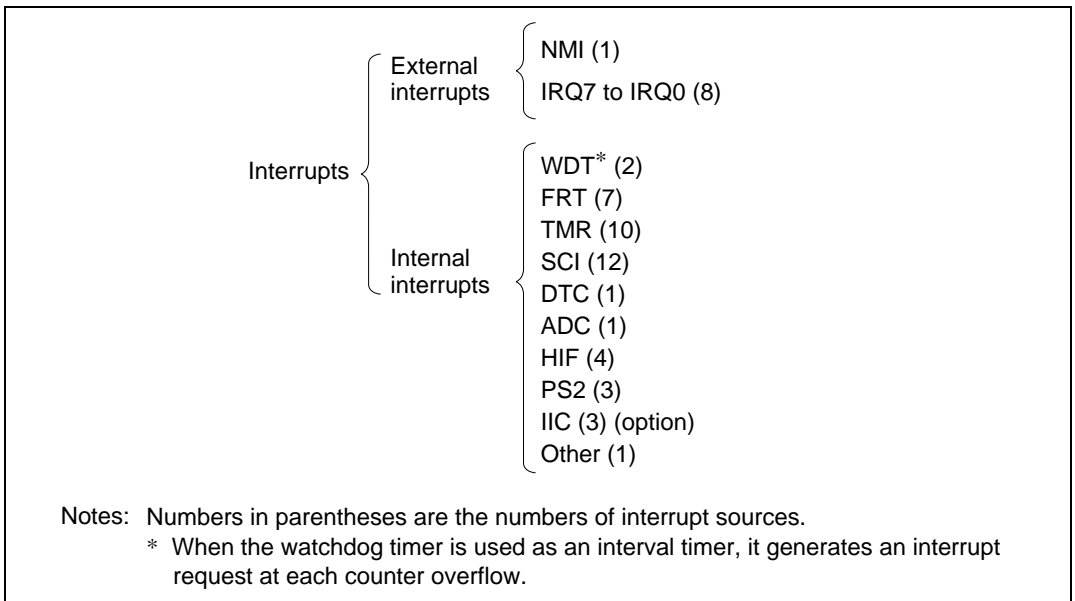 Interrupts
External
interrupts
NMI (1)
IRQ7 to IRQ0 (8)
Internal
interrupts
WDT* (2)
FRT (7)
TMR (10)
SCI (12)
DTC (1)
ADC (1)
HIF (4)
PS2 (3)
IIC (3) (option)
Other (1)
Notes: Numbers in parentheses are the numbers of interrupt sources.
* When the watchdog timer is used as an interval timer, it generates an interrupt
request at each counter overflow.